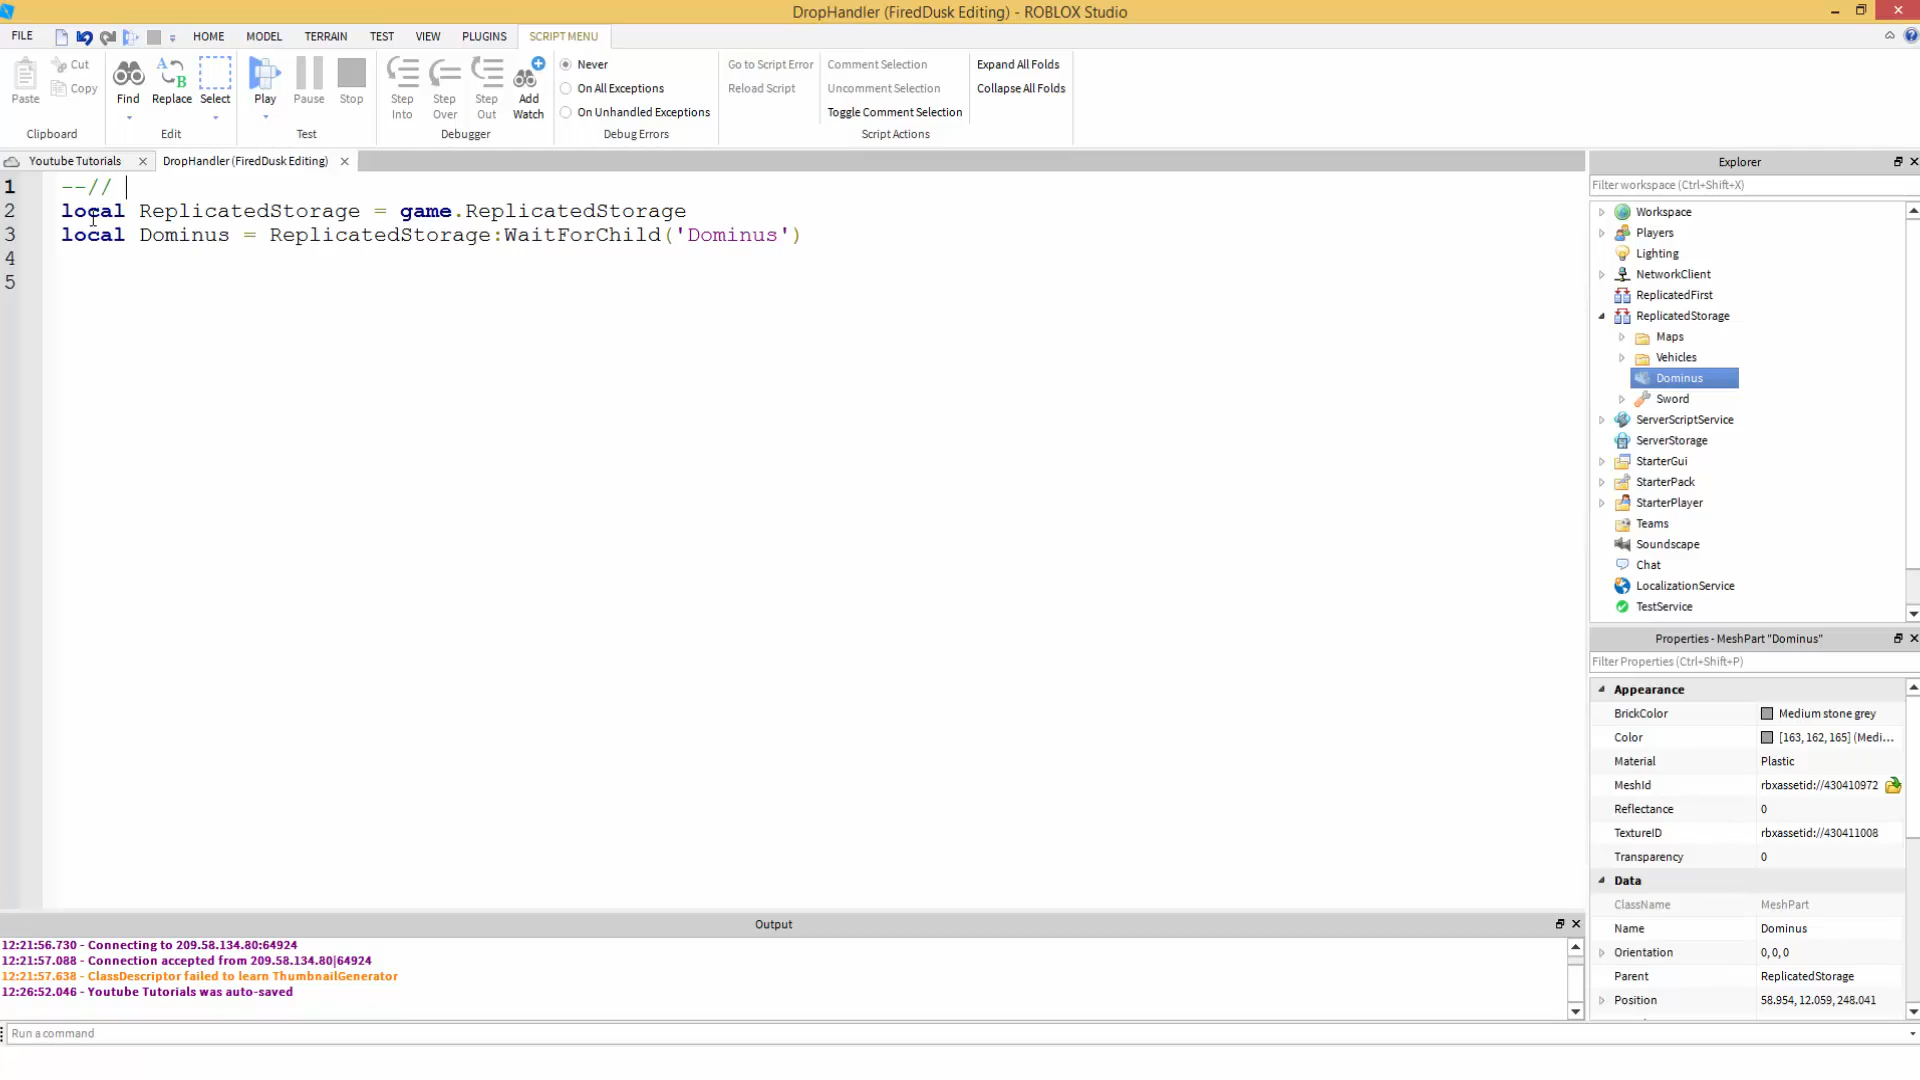 DropHandler (FiredDusk Editing) - ROBLOX Studio
FILE HOME MODEL TERRAIN TEST VIEW PLUGINS SCRIPT MENU
Paste Cut Copy Clipboard
Find Replace Select Edit
Play Pause Stop Test
Step Into Step Over Step Out Add Watch Debugger
Never
On All Exceptions
On Unhandled Exceptions
Debug Errors
Go to Script Error
Reload Script
Comment Selection
Uncomment Selection
Toggle Comment Selection
Script Actions
Expand All Folds
Collapse All Folds
Youtube Tutorials
DropHandler (FiredDusk Editing)
1 --//
2 local ReplicatedStorage = game.ReplicatedStorage
3 local Dominus = ReplicatedStorage:WaitForChild('Dominus')
4
5
Explorer
Filter workspace (Ctrl+Shift+X)
Workspace
Players
Lighting
NetworkClient
ReplicatedFirst
ReplicatedStorage
Maps
Vehicles
Dominus
Sword
ServerScriptService
ServerStorage
StarterGui
StarterPack
StarterPlayer
Teams
Soundscape
Chat
LocalizationService
TestService
Properties - MeshPart "Dominus"
Filter Properties (Ctrl+Shift+P)
Appearance
BrickColor Medium stone grey
Color [163, 162, 165] (Medi...
Material Plastic
MeshId rbxassetid://430410972
Reflectance 0
TextureID rbxassetid://430411008
Transparency 0
Data
ClassName MeshPart
Name Dominus
Orientation 0, 0, 0
Parent ReplicatedStorage
Position 58.954, 12.059, 248.041
Output
12:21:56.730 - Connecting to 209.58.134.80:64924
12:21:57.088 - Connection accepted from 209.58.134.80|64924
12:21:57.638 - ClassDescriptor failed to learn ThumbnailGenerator
12:26:52.046 - Youtube Tutorials was auto-saved
Run a command